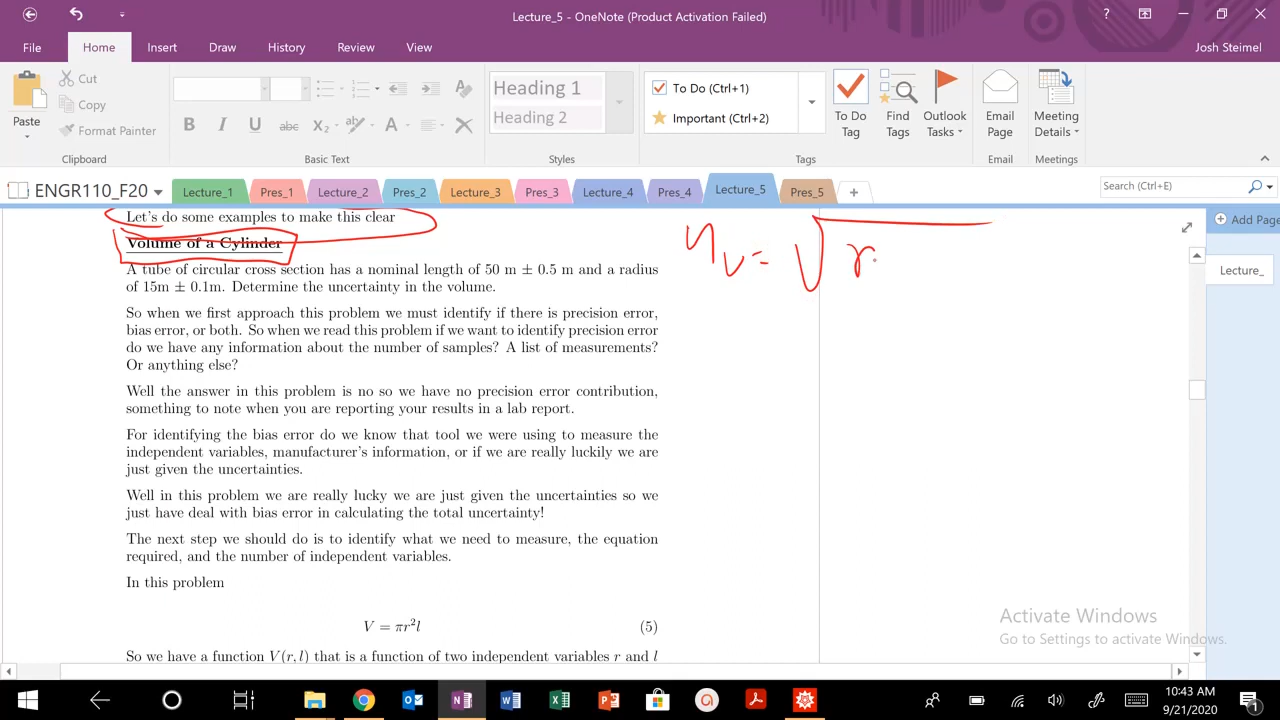 Lecture_5 - OneNote (Product Activation Failed)
?
File
Home
Insert
Draw
History
Review
View
Josh Steimel
Paste
Cut
Copy
Format Painter
Clipboard
B I U abc X₂ A
Basic Text
Heading 1
Heading 2
Styles
To Do (Ctrl+1)
Important (Ctrl+2)
To Do Tag
Find Tags
Outlook Tasks
Tags
Email Page
Email
Meeting Details
Meetings
ENGR110_F20
Lecture_1
Pres_1
Lecture_2
Pres_2
Lecture_3
Pres_3
Lecture_4
Pres_4
Lecture_5
Pres_5
Search (Ctrl+E)
Add Page
Lecture_
Let's do some examples to make this clear
Volume of a Cylinder
A tube of circular cross section has a nominal length of 50 m ± 0.5 m and a radius
of 15m ± 0.1m. Determine the uncertainty in the volume.
So when we first approach this problem we must identify if there is precision error,
bias error, or both. So when we read this problem if we want to identify precision error
do we have any information about the number of samples? A list of measurements?
Or anything else?
Well the answer in this problem is no so we have no precision error contribution,
something to note when you are reporting your results in a lab report.
For identifying the bias error do we know that tool we were using to measure the
independent variables, manufacturer's information, or if we are really luckily we are
just given the uncertainties.
Well in this problem we are really lucky we are just given the uncertainties so we
just have deal with bias error in calculating the total uncertainty!
The next step we should do is to identify what we need to measure, the equation
required, and the number of independent variables.
In this problem
V = πr²l (5)
So we have a function V(r, l) that is a function of two independent variables r and l
Activate Windows
Go to Settings to activate Windows.
10:43 AM
9/21/2020
1